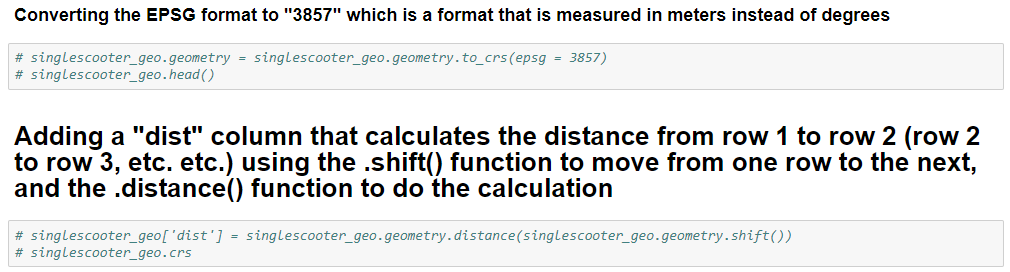 Converting the EPSG format to "3857" which is a format that is measured in meters instead of degrees
# singlescooter_geo.geometry = singlescooter_geo.geometry.to_crs(epsg = 3857)
# singlescooter_geo.head()
Adding a "dist" column that calculates the distance from row 1 to row 2 (row 2
to row 3, etc. etc.) using the .shift() function to move from one row to the next,
and the .distance() function to do the calculation
# singlescooter_geo['dist'] = singlescooter_geo.geometry.distance(singlescooter_geo.geometry.shift())
# singlescooter_geo.crs